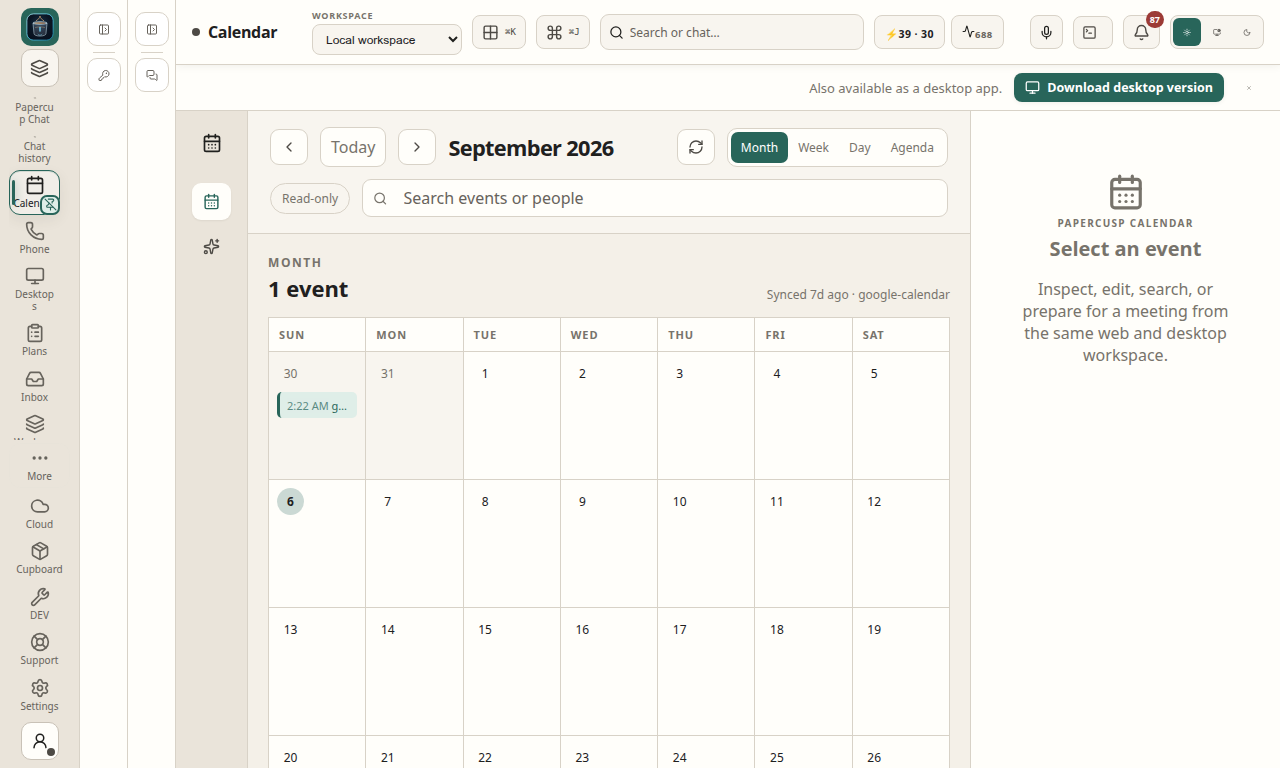 Papercu
p Chat
Chat
history
Phone
Desktop
s
Plans
Inbox
More
Cloud
Cupboard
DEV
Support
Settings
Calendar
WORKSPACE
Local workspace
⌘K
⌘J
Search or chat…
⚡39 · 30
688
87
Also available as a desktop app.
Download desktop version
×
Today
September 2026
Month
Week
Day
Agenda
Read-only
Search events or people
MONTH
1 event
Synced 7d ago · google-calendar
SUN MON TUE WED THU FRI SAT
30 31 1 2 3 4 5
2:22 AM g…
6 7 8 9 10 11 12
13 14 15 16 17 18 19
20 21 22 23 24 25 26
PAPERCUSP CALENDAR
Select an event
Inspect, edit, search, or
prepare for a meeting from
the same web and desktop
workspace.